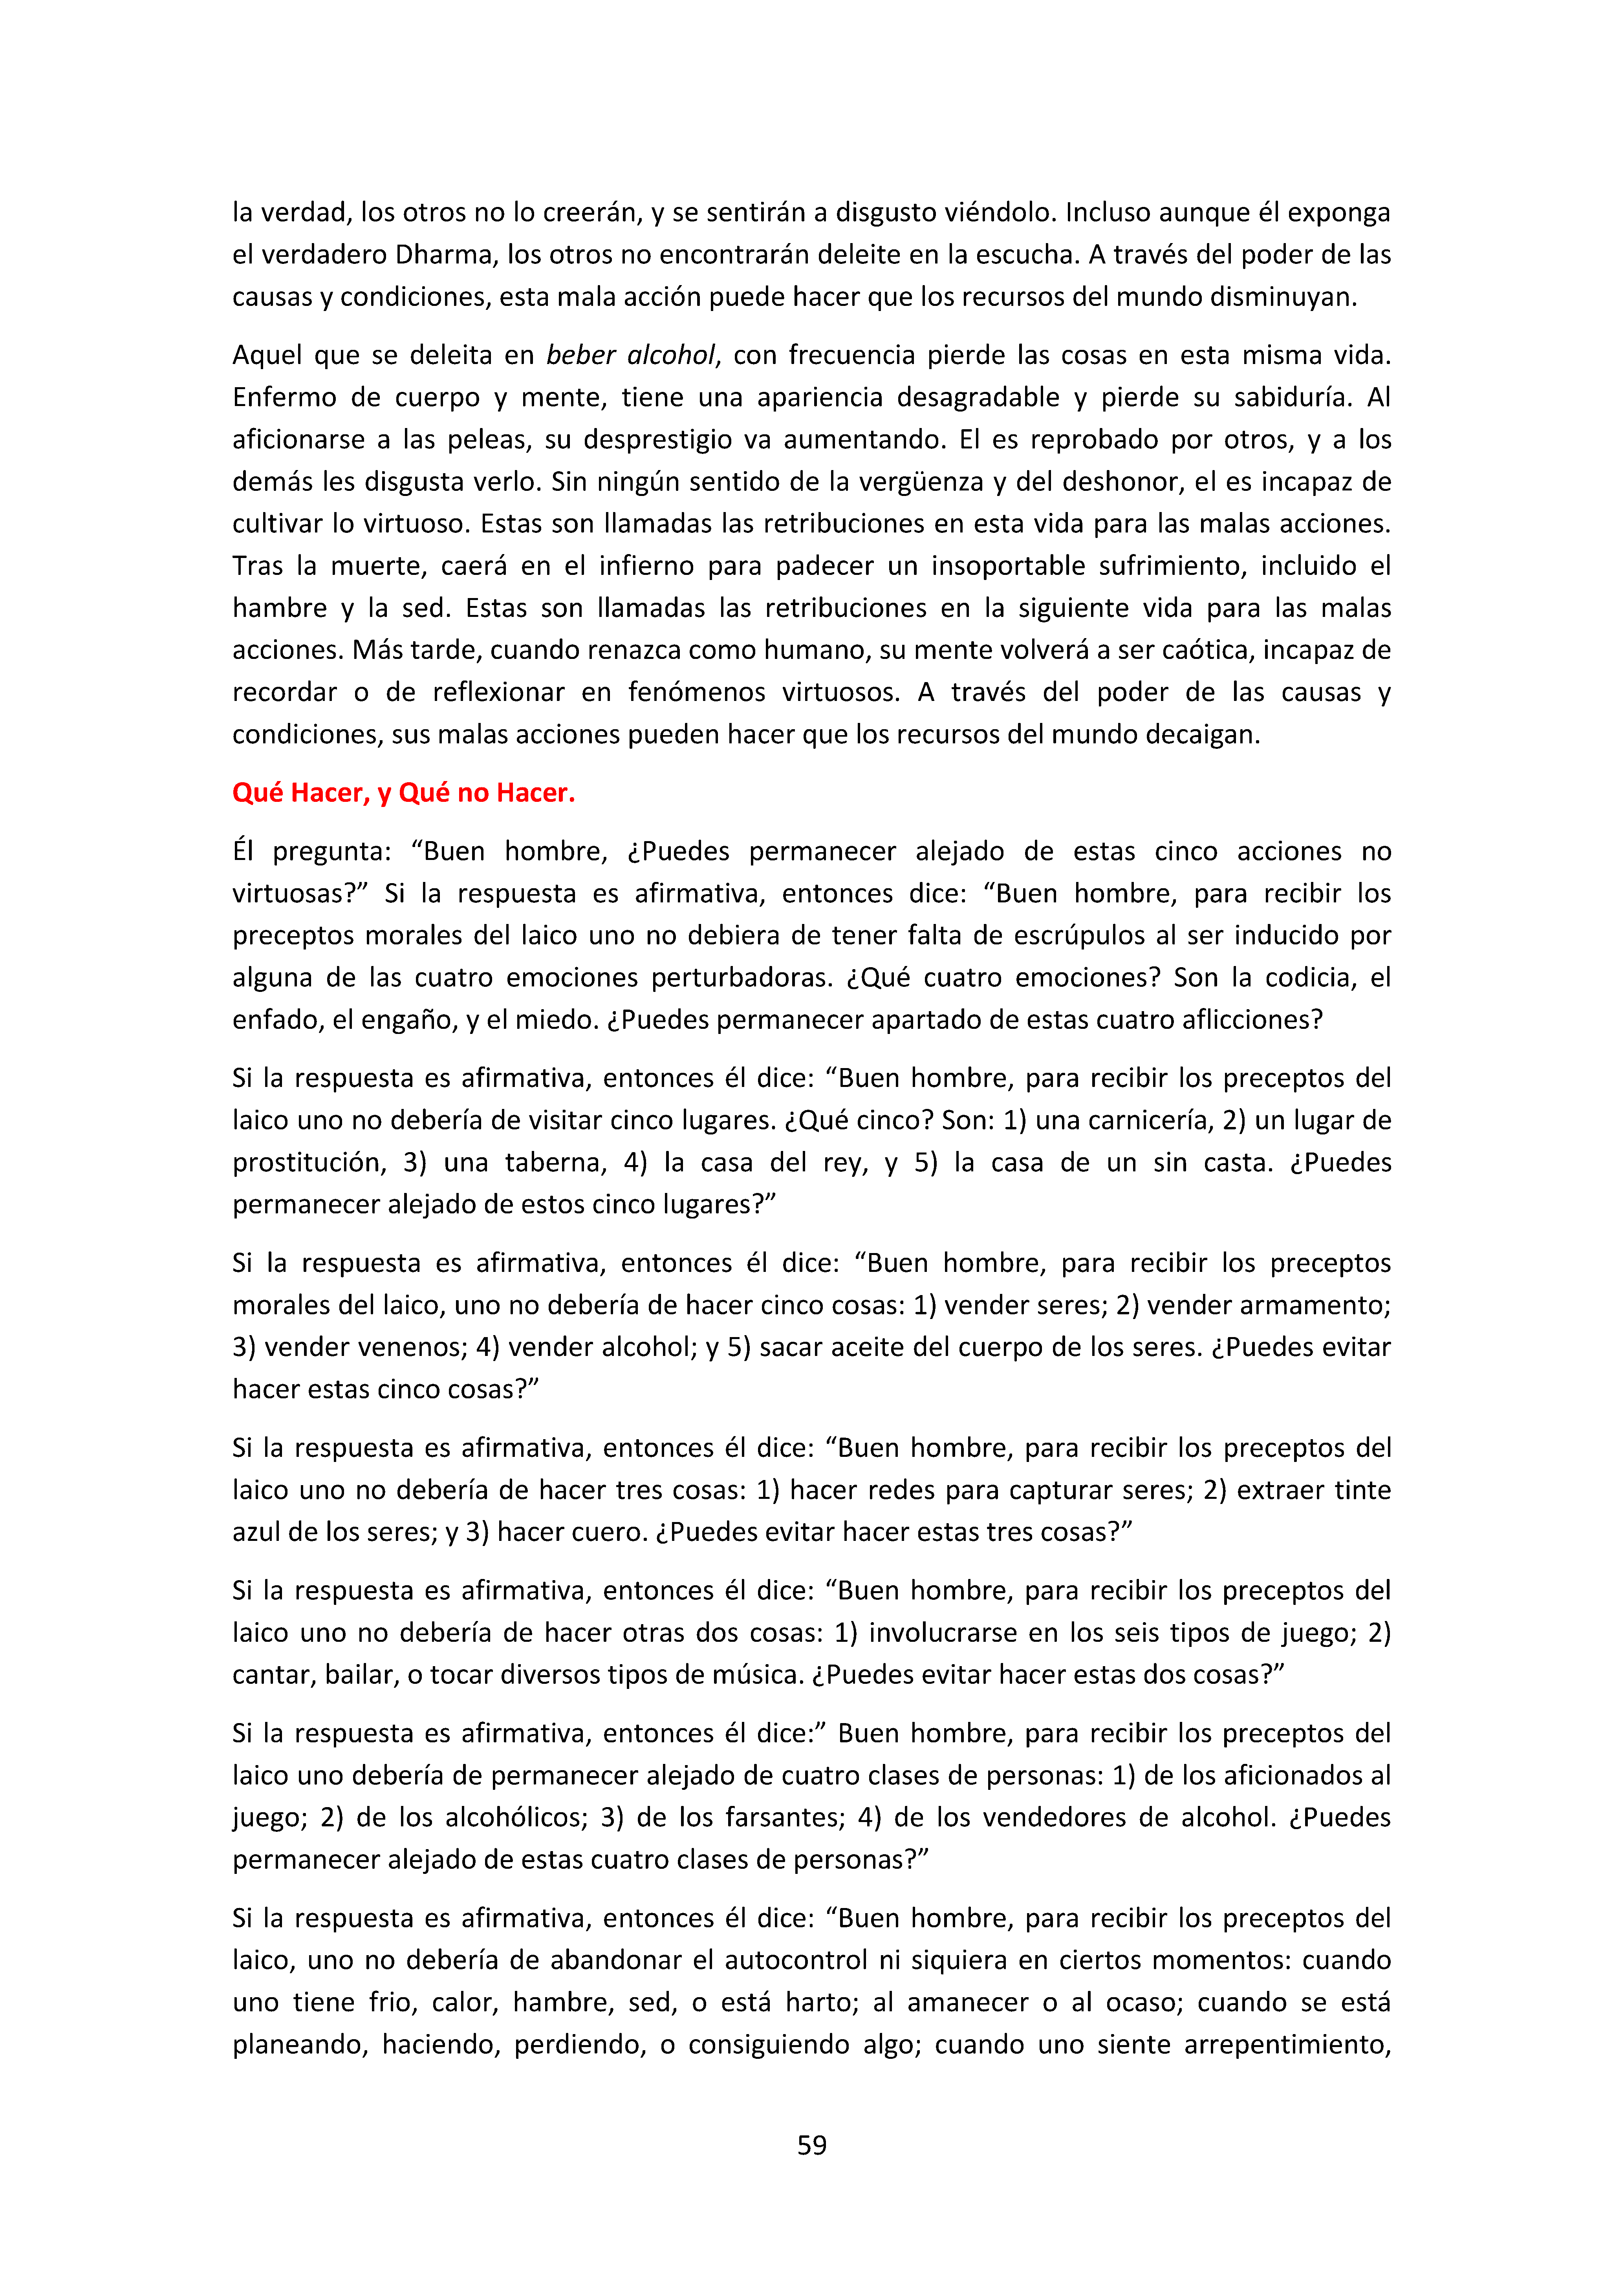 la verdad, los otros no lo creerán, y se sentirán a disgusto viéndolo. Incluso aunque él exponga
el verdadero Dharma, los otros no encontrarán deleite en la escucha. A través del poder de las
causas y condiciones, esta mala acción puede hacer que los recursos del mundo disminuyan.
Aquel que se deleita en beber alcohol, con frecuencia pierde las cosas en esta misma vida.
Enfermo de cuerpo y mente, tiene una apariencia desagradable y pierde su sabiduría. Al
aficionarse a las peleas, su desprestigio va aumentando. El es reprobado por otros, y a los
demás les disgusta verlo. Sin ningún sentido de la vergüenza y del deshonor, el es incapaz de
cultivar lo virtuoso. Estas son llamadas las retribuciones en esta vida para las malas acciones.
Tras la muerte, caerá en el infierno para padecer un insoportable sufrimiento, incluido el
hambre y la sed. Estas son llamadas las retribuciones en la siguiente vida para las malas
acciones. Más tarde, cuando renazca como humano, su mente volverá a ser caótica, incapaz de
recordar o de reflexionar en fenómenos virtuosos. A través del poder de las causas y
condiciones, sus malas acciones pueden hacer que los recursos del mundo decaigan.
Qué Hacer, y Qué no Hacer.
Él pregunta: “Buen hombre, ¿Puedes permanecer alejado de estas cinco acciones no
virtuosas?” Si la respuesta es afirmativa, entonces dice: “Buen hombre, para recibir los
preceptos morales del laico uno no debiera de tener falta de escrúpulos al ser inducido por
alguna de las cuatro emociones perturbadoras. ¿Qué cuatro emociones? Son la codicia, el
enfado, el engaño, y el miedo. ¿Puedes permanecer apartado de estas cuatro aflicciones?
Si la respuesta es afirmativa, entonces él dice: “Buen hombre, para recibir los preceptos del
laico uno no debería de visitar cinco lugares. ¿Qué cinco? Son: 1) una carnicería, 2) un lugar de
prostitución, 3) una taberna, 4) la casa del rey, y 5) la casa de un sin casta. ¿Puedes
permanecer alejado de estos cinco lugares?”
Si la respuesta es afirmativa, entonces él dice: “Buen hombre, para recibir los preceptos
morales del laico, uno no debería de hacer cinco cosas: 1) vender seres; 2) vender armamento;
3) vender venenos; 4) vender alcohol; y 5) sacar aceite del cuerpo de los seres. ¿Puedes evitar
hacer estas cinco cosas?”
Si la respuesta es afirmativa, entonces él dice: “Buen hombre, para recibir los preceptos del
laico uno no debería de hacer tres cosas: 1) hacer redes para capturar seres; 2) extraer tinte
azul de los seres; y 3) hacer cuero. ¿Puedes evitar hacer estas tres cosas?”
Si la respuesta es afirmativa, entonces él dice: “Buen hombre, para recibir los preceptos del
laico uno no debería de hacer otras dos cosas: 1) involucrarse en los seis tipos de juego; 2)
cantar, bailar, o tocar diversos tipos de música. ¿Puedes evitar hacer estas dos cosas?”
Si la respuesta es afirmativa, entonces él dice:” Buen hombre, para recibir los preceptos del
laico uno debería de permanecer alejado de cuatro clases de personas: 1) de los aficionados al
juego; 2) de los alcohólicos; 3) de los farsantes; 4) de los vendedores de alcohol. ¿Puedes
permanecer alejado de estas cuatro clases de personas?”
Si la respuesta es afirmativa, entonces él dice: “Buen hombre, para recibir los preceptos del
laico, uno no debería de abandonar el autocontrol ni siquiera en ciertos momentos: cuando
uno tiene frio, calor, hambre, sed, o está harto; al amanecer o al ocaso; cuando se está
planeando, haciendo, perdiendo, o consiguiendo algo; cuando uno siente arrepentimiento,
59